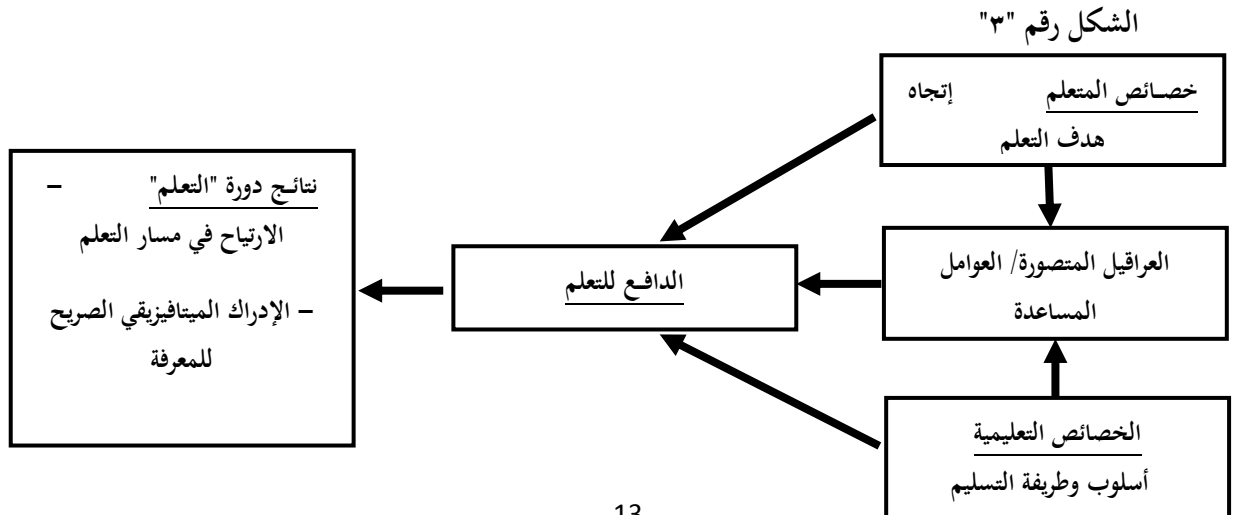 الشكل رقم "٣"
خصائص المتعلم إتجاه
هدف التعلم
العراقيل المتصورة/ العوامل
المساعدة
الخصائص التعليمية
أسلوب وطريفة التسليم
الدافع للتعلم
نتائج دورة "التعلم" –
الارتياح في مسار التعلم
– الإدراك الميتافيزيقي الصريح
للمعرفة
13